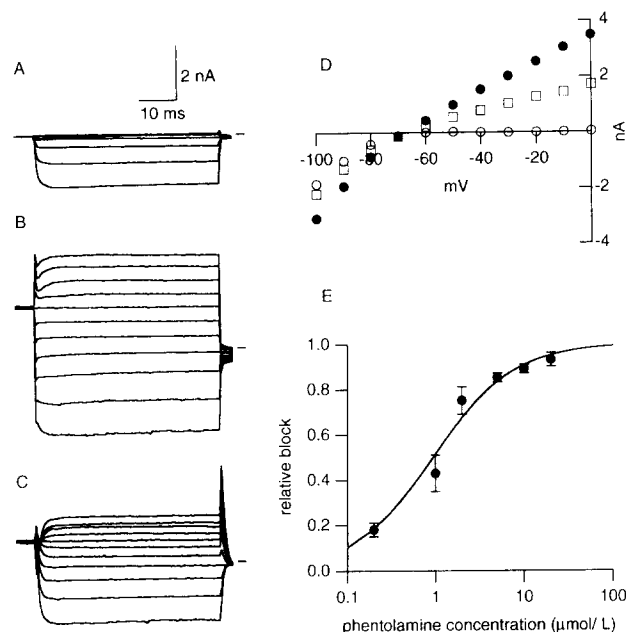 A
2 nA
10 ms
B
C
D
4
2
nA
-100
-80
-60
-40
-20
mV
-2
-4
E
1.0
0.8
0.6
0.4
0.2
0.0
relative block
0.1
1
10
100
phentolamine concentration (μmol/ L)